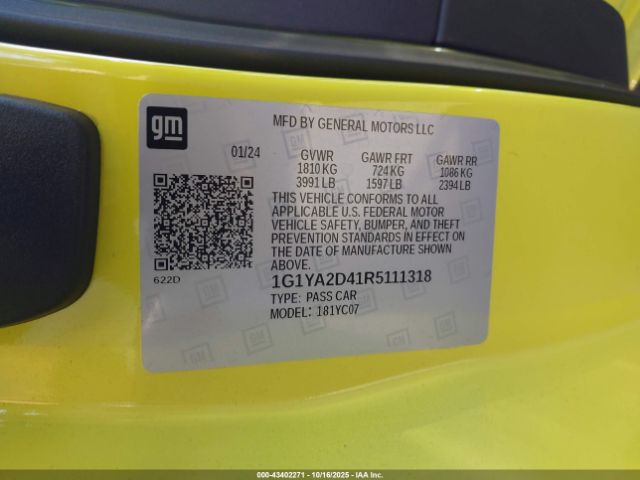 gm
MFD BY GENERAL MOTORS LLC
01/24 GVWR GAWR FRT GAWR RR
1810 KG 724 KG 1086 KG
3991 LB 1597 LB 2394 LB
THIS VEHICLE CONFORMS TO ALL
APPLICABLE U.S. FEDERAL MOTOR
VEHICLE SAFETY, BUMPER, AND THEFT
PREVENTION STANDARDS IN EFFECT ON
THE DATE OF MANUFACTURE SHOWN
ABOVE.
622D
1G1YA2D41R5111318
TYPE: PASS CAR
MODEL: 181YC07
000-43402271 - 10/16/2025 - IAA Inc.